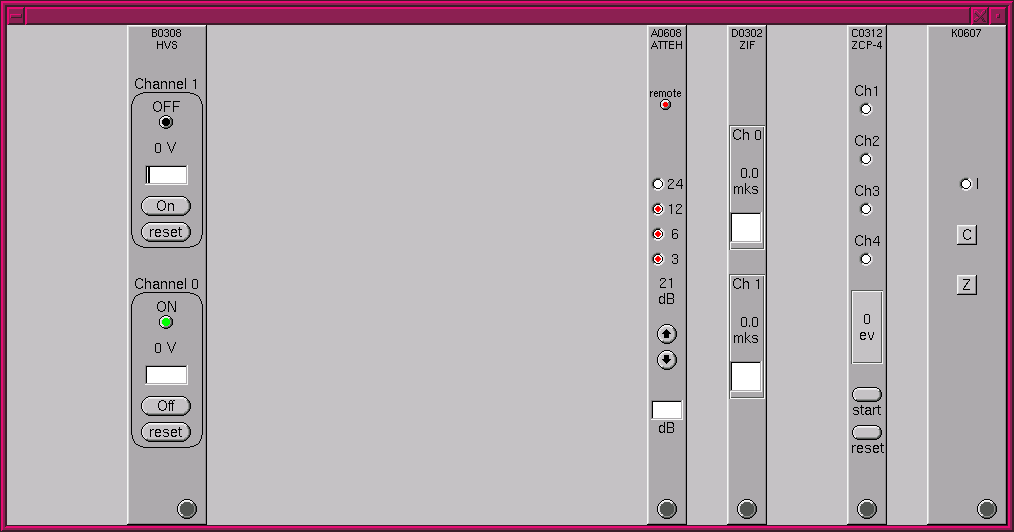 B0308
HVS
Channel 1
OFF
0 V
On
reset
Channel 0
ON
0 V
Off
reset
A0608
ATTEH
remote
24
12
6
3
21
dB
dB
D0302
ZIF
Ch 0
0.0
mks
Ch 1
0.0
mks
C0312
ZCP-4
Ch1
Ch2
Ch3
Ch4
0
ev
start
reset
K0607
I
C
Z